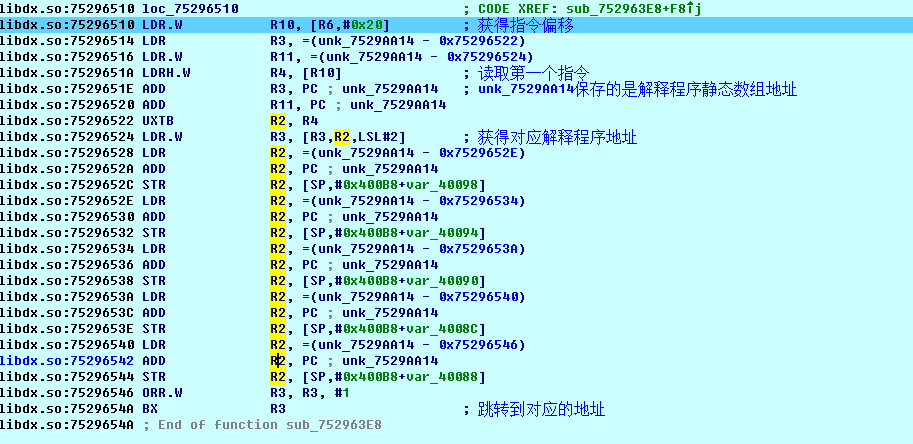 libdx.so:75296510 loc_75296510 ; CODE XREF: sub_752963E8+F8↑j
libdx.so:75296510 LDR.W R10, [R6,#0x20] ; 获得指令偏移
libdx.so:75296514 LDR R3, =(unk_7529AA14 - 0x75296522)
libdx.so:75296516 LDR.W R11, =(unk_7529AA14 - 0x75296524)
libdx.so:7529651A LDRH.W R4, [R10] ; 读取第一个指令
libdx.so:7529651E ADD R3, PC ; unk_7529AA14 ; unk_7529AA14保存的是解释程序静态数组地址
libdx.so:75296520 ADD R11, PC ; unk_7529AA14
libdx.so:75296522 UXTB R2, R4
libdx.so:75296524 LDR.W R3, [R3,R2,LSL#2] ; 获得对应解释程序地址
libdx.so:75296528 LDR R2, =(unk_7529AA14 - 0x7529652E)
libdx.so:7529652A ADD R2, PC ; unk_7529AA14
libdx.so:7529652C STR R2, [SP,#0x400B8+var_40098]
libdx.so:7529652E LDR R2, =(unk_7529AA14 - 0x75296534)
libdx.so:75296530 ADD R2, PC ; unk_7529AA14
libdx.so:75296532 STR R2, [SP,#0x400B8+var_40094]
libdx.so:75296534 LDR R2, =(unk_7529AA14 - 0x7529653A)
libdx.so:75296536 ADD R2, PC ; unk_7529AA14
libdx.so:75296538 STR R2, [SP,#0x400B8+var_40090]
libdx.so:7529653A LDR R2, =(unk_7529AA14 - 0x75296540)
libdx.so:7529653C ADD R2, PC ; unk_7529AA14
libdx.so:7529653E STR R2, [SP,#0x400B8+var_4008C]
libdx.so:75296540 LDR R2, =(unk_7529AA14 - 0x75296546)
libdx.so:75296542 ADD R2, PC ; unk_7529AA14
libdx.so:75296544 STR R2, [SP,#0x400B8+var_40088]
libdx.so:75296546 ORR.W R3, R3, #1
libdx.so:7529654A BX R3 ; 跳转到对应的地址
libdx.so:7529654A ; End of function sub_752963E8